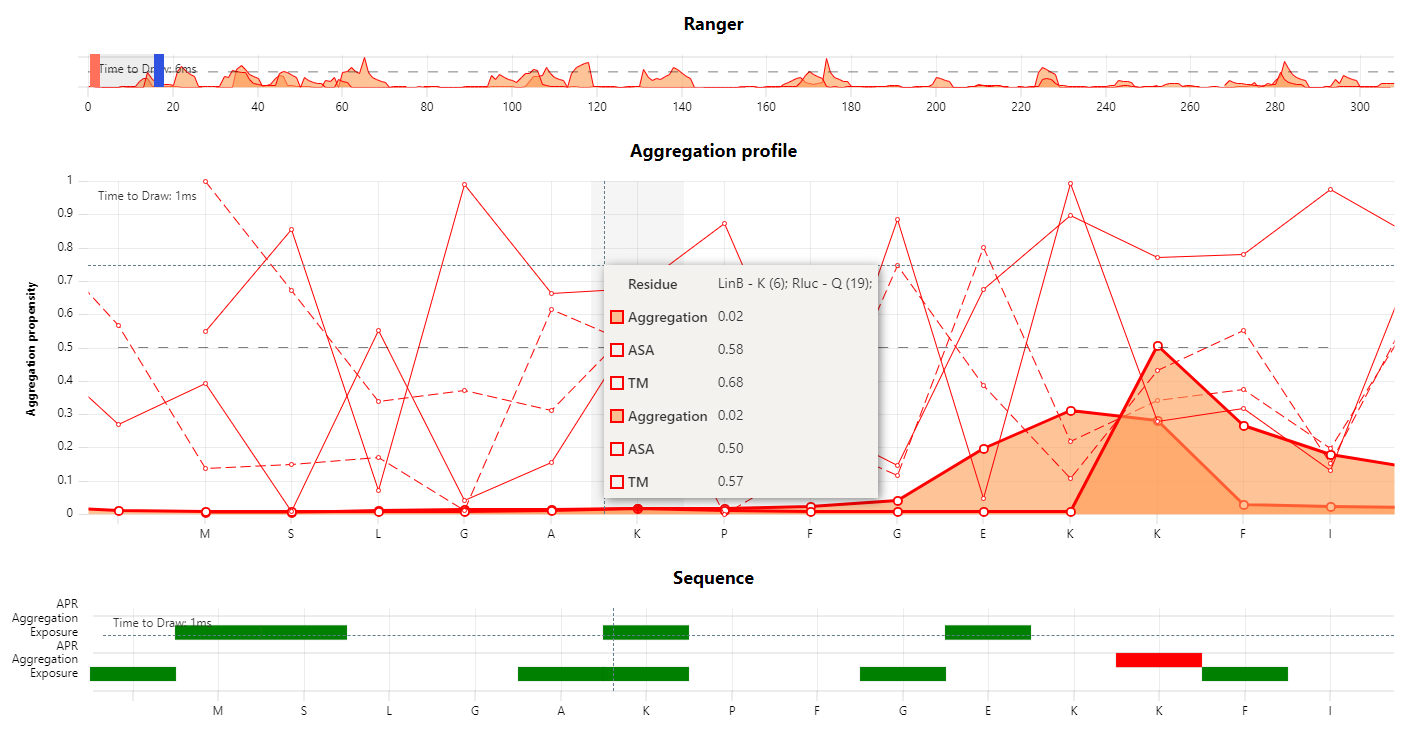 Ranger
Time to Draw: 6ms
0 20 40 60 80 100 120 140 160 180 200 220 240 260 280 300
Aggregation profile
Time to Draw: 1ms
1
0.9
0.8
0.7
0.6
0.5
0.4
0.3
0.2
0.1
0
Aggregation propensity
Residue LinB - K (6); Rluc - Q (19);
Aggregation 0.02
ASA 0.58
TM 0.68
Aggregation 0.02
ASA 0.50
TM 0.57
M S L G A K P F G E K K F I
Sequence
Time to Draw: 1ms
APR
Aggregation
Exposure
APR
Aggregation
Exposure
M S L G A K P F G E K K F I